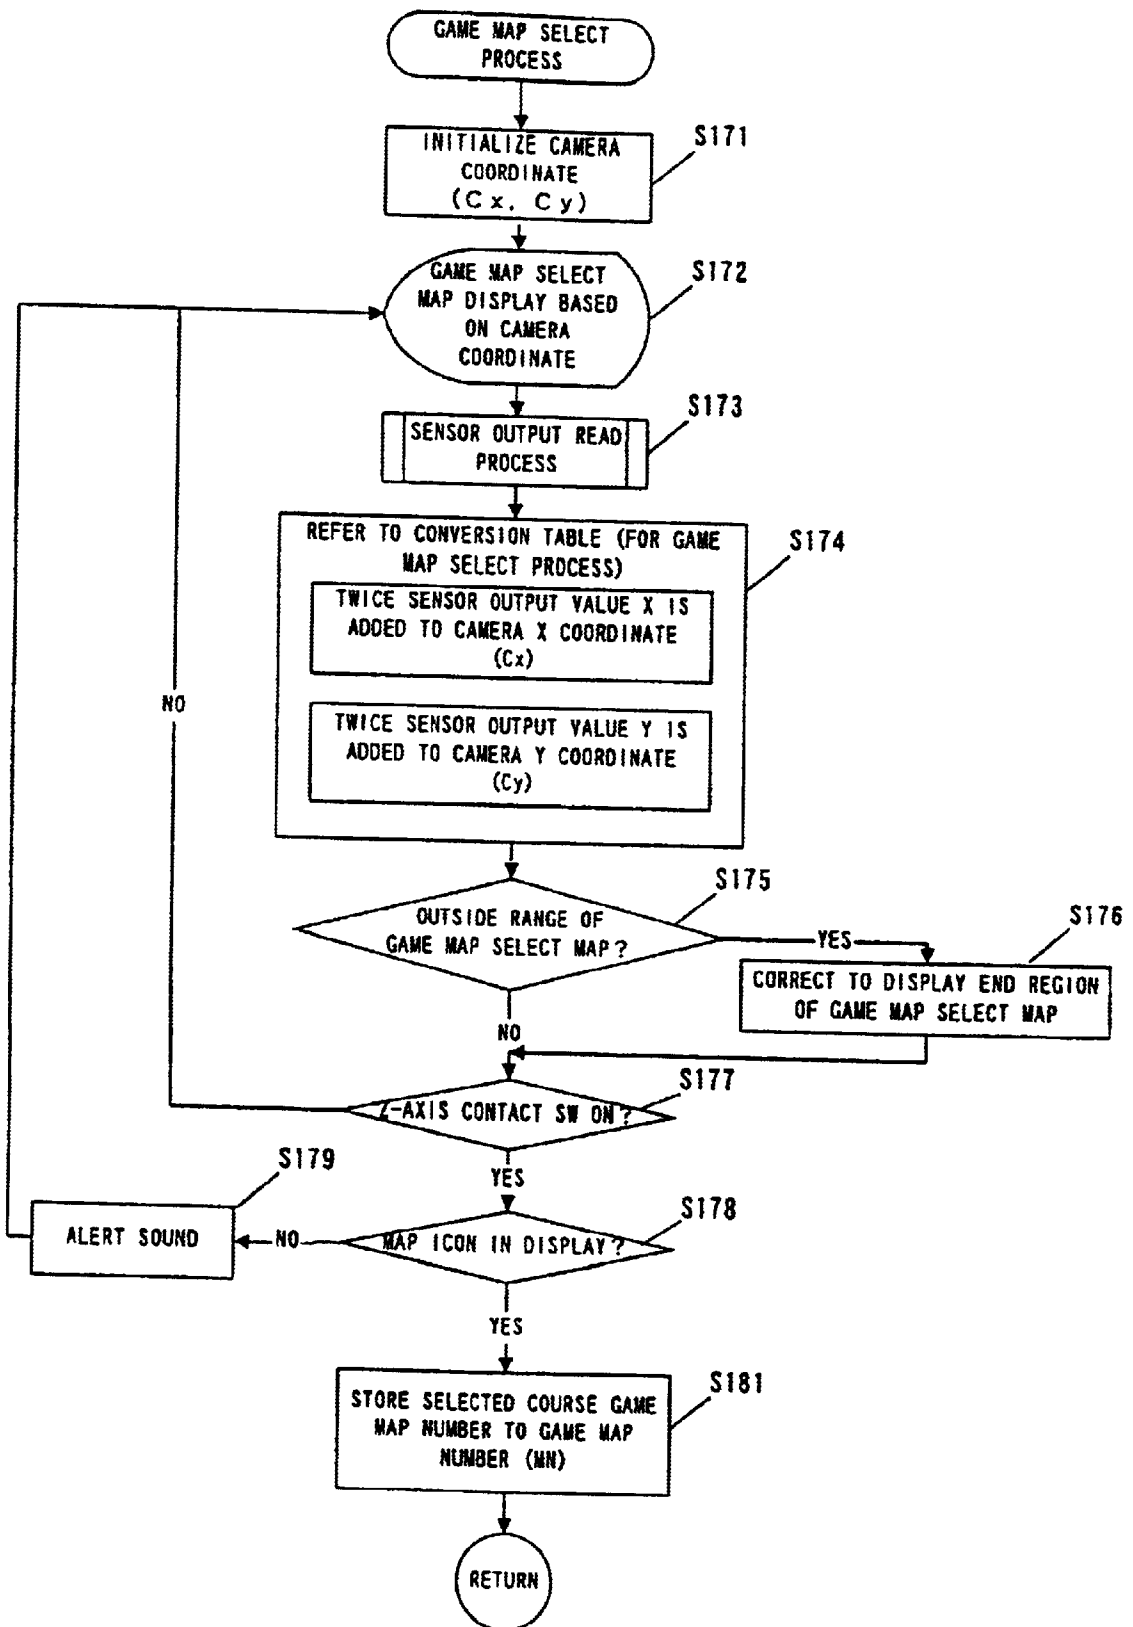 GAME MAP SELECT
PROCESS
S171
INITIALIZE CAMERA
COORDINATE
(Cx, Cy)
S172
GAME MAP SELECT
MAP DISPLAY BASED
ON CAMERA
COORDINATE
S173
SENSOR OUTPUT READ
PROCESS
S174
REFER TO CONVERSION TABLE (FOR GAME
MAP SELECT PROCESS)
TWICE SENSOR OUTPUT VALUE X IS
ADDED TO CAMERA X COORDINATE
(Cx)
NO
TWICE SENSOR OUTPUT VALUE Y IS
ADDED TO CAMERA Y COORDINATE
(Cy)
S175
OUTSIDE RANGE OF
GAME MAP SELECT MAP?
YES
S176
CORRECT TO DISPLAY END REGION
OF GAME MAP SELECT MAP
NO
S177
Z-AXIS CONTACT SW ON?
YES
S179
ALERT SOUND
NO
S178
MAP ICON IN DISPLAY?
YES
S181
STORE SELECTED COURSE GAME
MAP NUMBER TO GAME MAP
NUMBER (MN)
RETURN